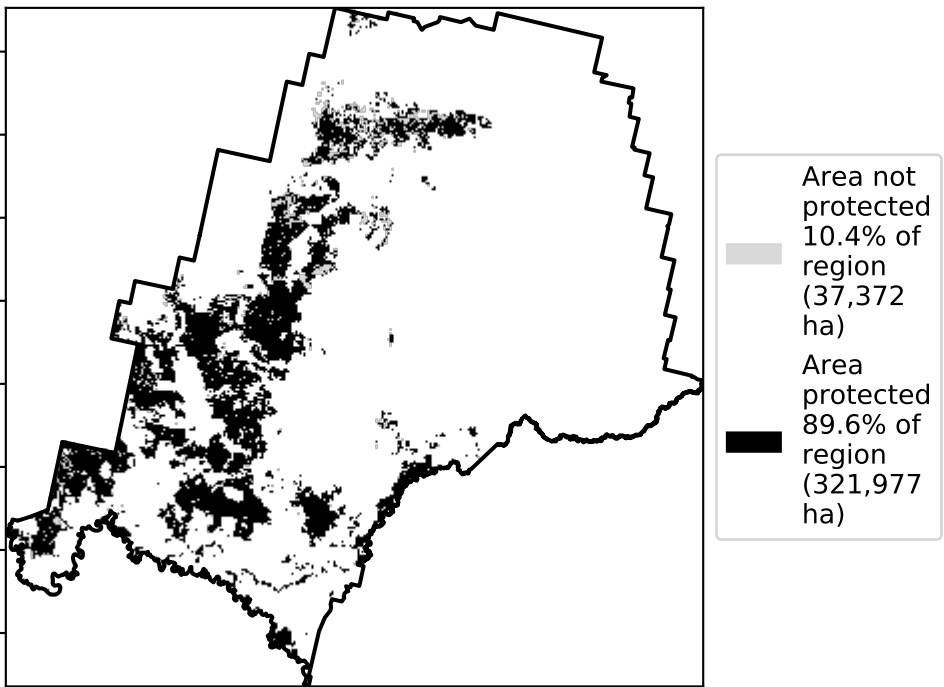 Area not
protected
10.4% of
region
(37,372
ha)
Area
protected
89.6% of
region
(321,977
ha)